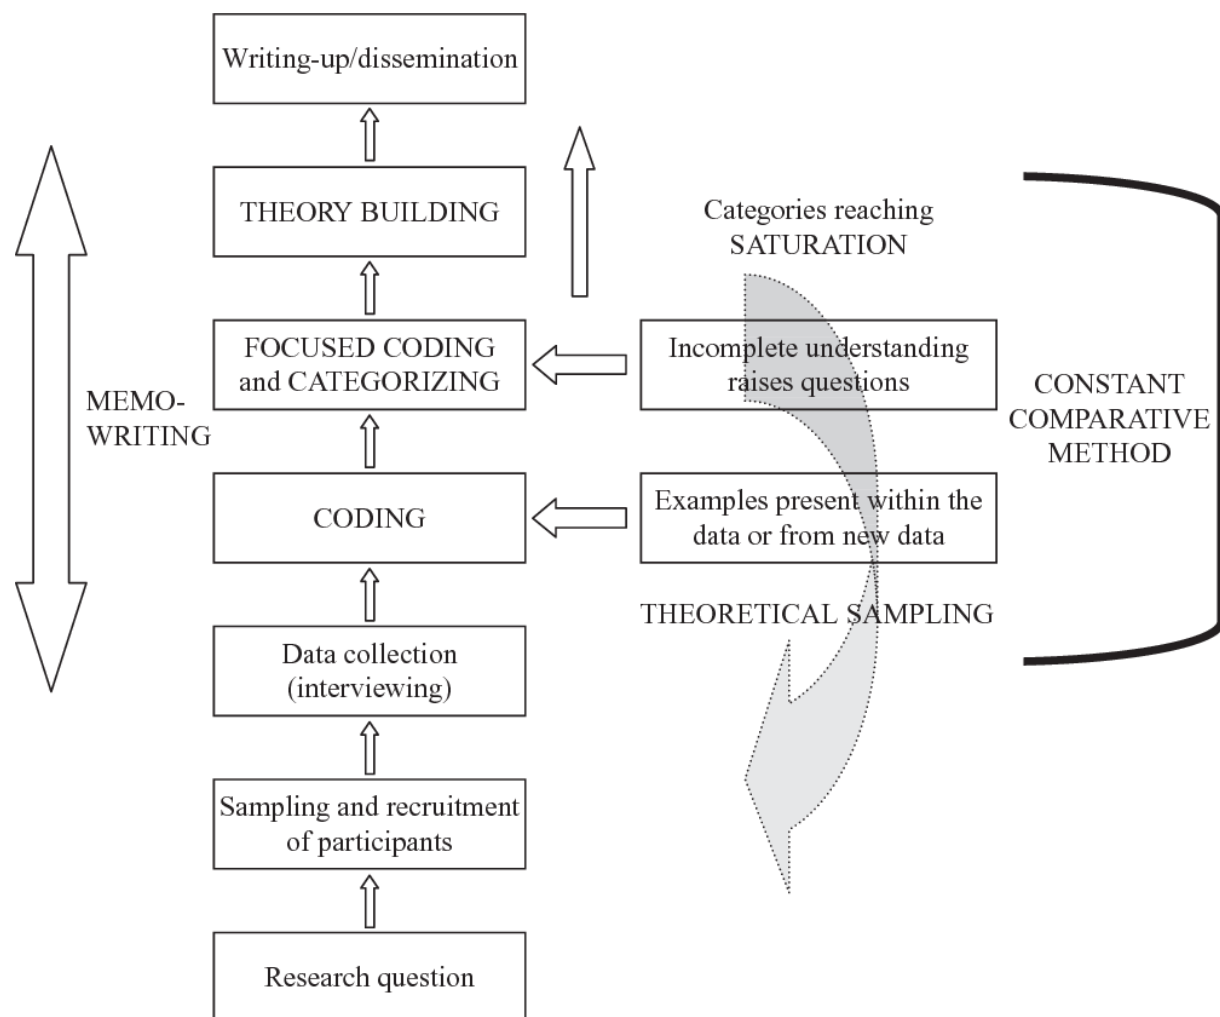 Writing-up/dissemination
THEORY BUILDING
Categories reaching
SATURATION
FOCUSED CODING
and CATEGORIZING
Incomplete understanding
raises questions
MEMO-
WRITING
CONSTANT
COMPARATIVE
METHOD
CODING
Examples present within the
data or from new data
THEORETICAL SAMPLING
Data collection
(interviewing)
Sampling and recruitment
of participants
Research question